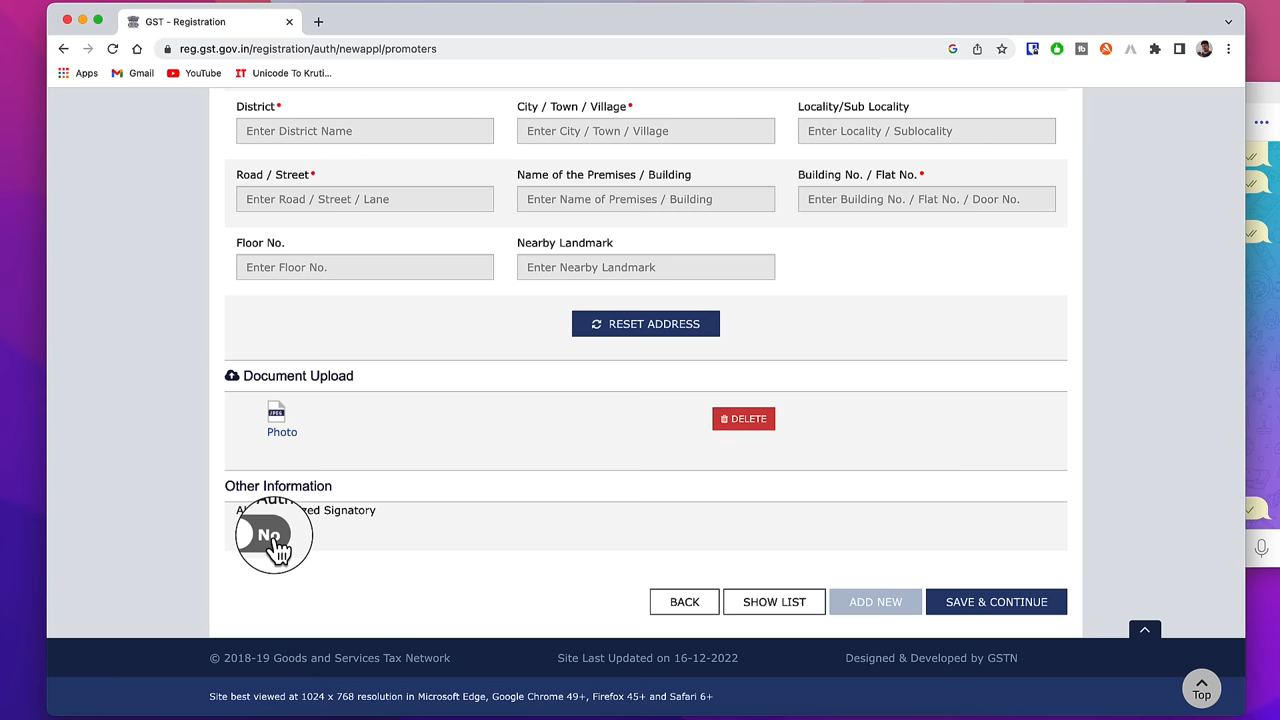 GST - Registration
reg.gst.gov.in/registration/auth/newappl/promoters
Apps Gmail YouTube Unicode To Kruti...
District• City / Town / Village• Locality/Sub Locality
Enter District Name Enter City / Town / Village Enter Locality / Sublocality
Road / Street• Name of the Premises / Building Building No. / Flat No.•
Enter Road / Street / Lane Enter Name of Premises / Building Enter Building No. / Flat No. / Door No.
Floor No. Nearby Landmark
Enter Floor No. Enter Nearby Landmark
RESET ADDRESS
Document Upload
JPEG
Photo DELETE
Other Information
Signatory
No
BACK SHOW LIST ADD NEW SAVE & CONTINUE
© 2018-19 Goods and Services Tax Network Site Last Updated on 16-12-2022 Designed & Developed by GSTN
Site best viewed at 1024 x 768 resolution in Microsoft Edge, Google Chrome 49+, Firefox 45+ and Safari 6+
Top